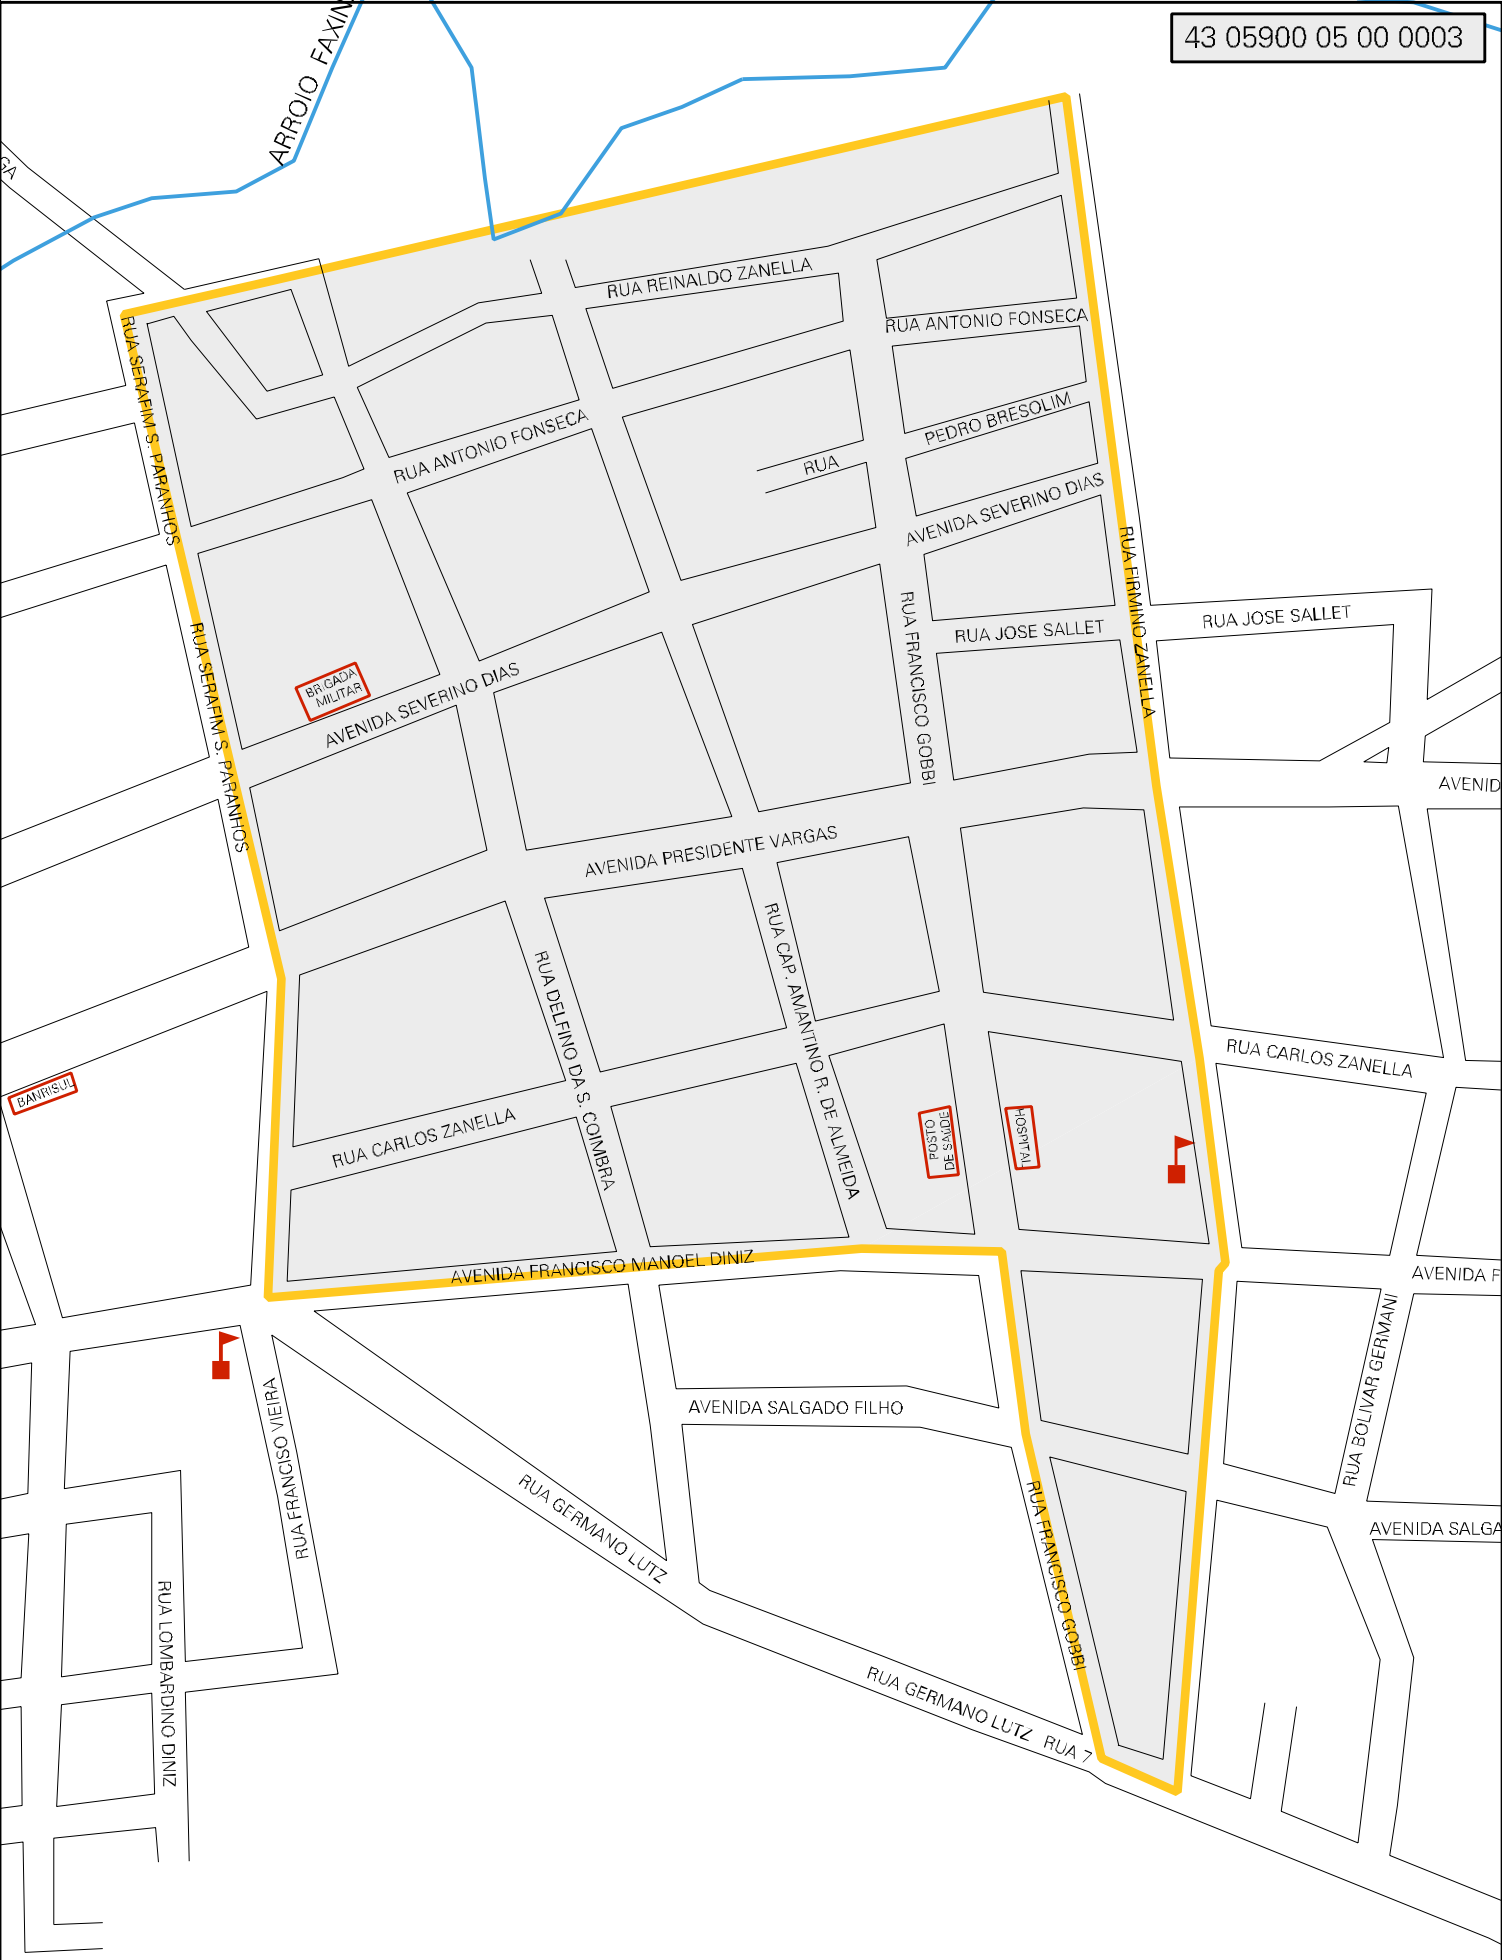 43 05900 05 00 0003
ARROIO FAXIN
GA
RUA REINALDO ZANELLA
RUA ANTONIO FONSECA
RUA SERAFIM S. PARANHOS
PEDRO BRESOLIM
RUA ANTONIO FONSECA
RUA
AVENIDA SEVERINO DIAS
RUA FIRMINO ZANELLA
RUA FRANCISCO GOBBI
RUA JOSE SALLET
RUA JOSE SALLET
RUA SERAFIM S. PARANHOS
BRIGADA
MILITAR
AVENIDA SEVERINO DIAS
AVENID
AVENIDA PRESIDENTE VARGAS
RUA CAP. AMANTINO R. DE ALMEIDA
RUA DELFINO DA S. COIMBRA
RUA CARLOS ZANELLA
BANRISUL
RUA CARLOS ZANELLA
POSTO
DE SAÚDE
HOSPITAL
AVENIDA FRANCISCO MANOEL DINIZ
AVENIDA F
RUA BOLIVAR GERMANI
RUA FRANCISO VIEIRA
AVENIDA SALGADO FILHO
RUA GERMANO LUTZ
RUA FRANCISCO GOBBI
AVENIDA SALGA
RUA LOMBARDINO DINIZ
RUA GERMANO LUTZ
RUA 7